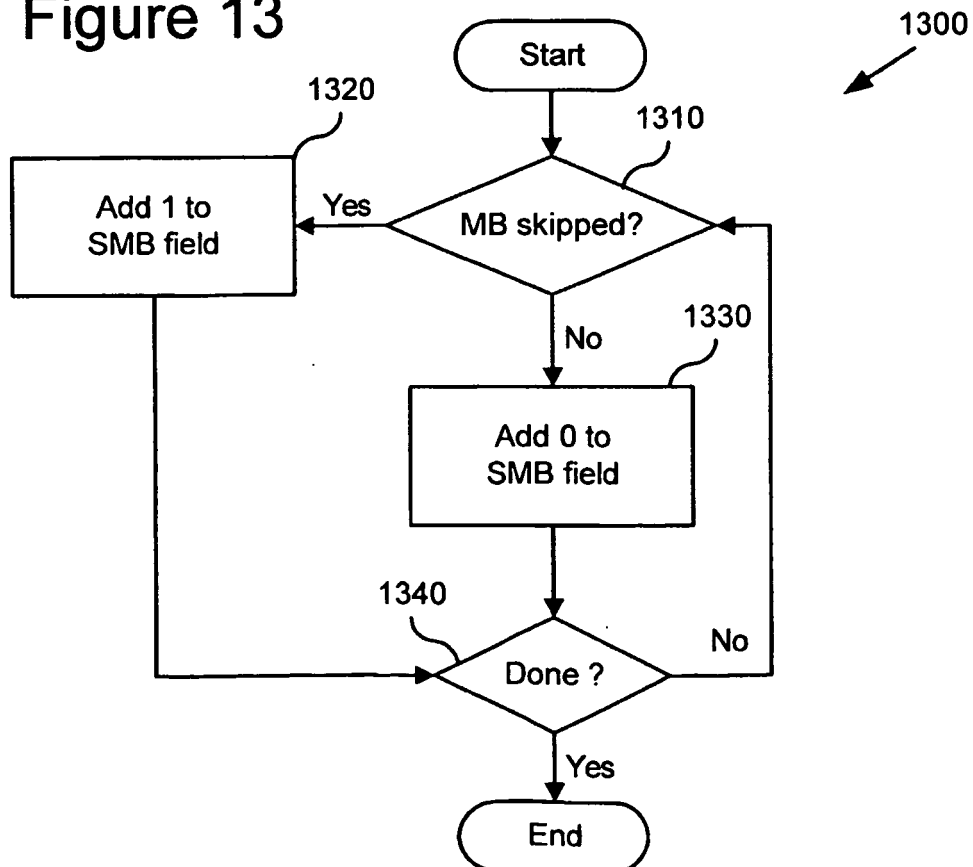 Figure 13
1300
Start
1320
1310
Add 1 to
SMB field
Yes
MB skipped?
No
1330
Add 0 to
SMB field
1340
No
Done ?
Yes
End